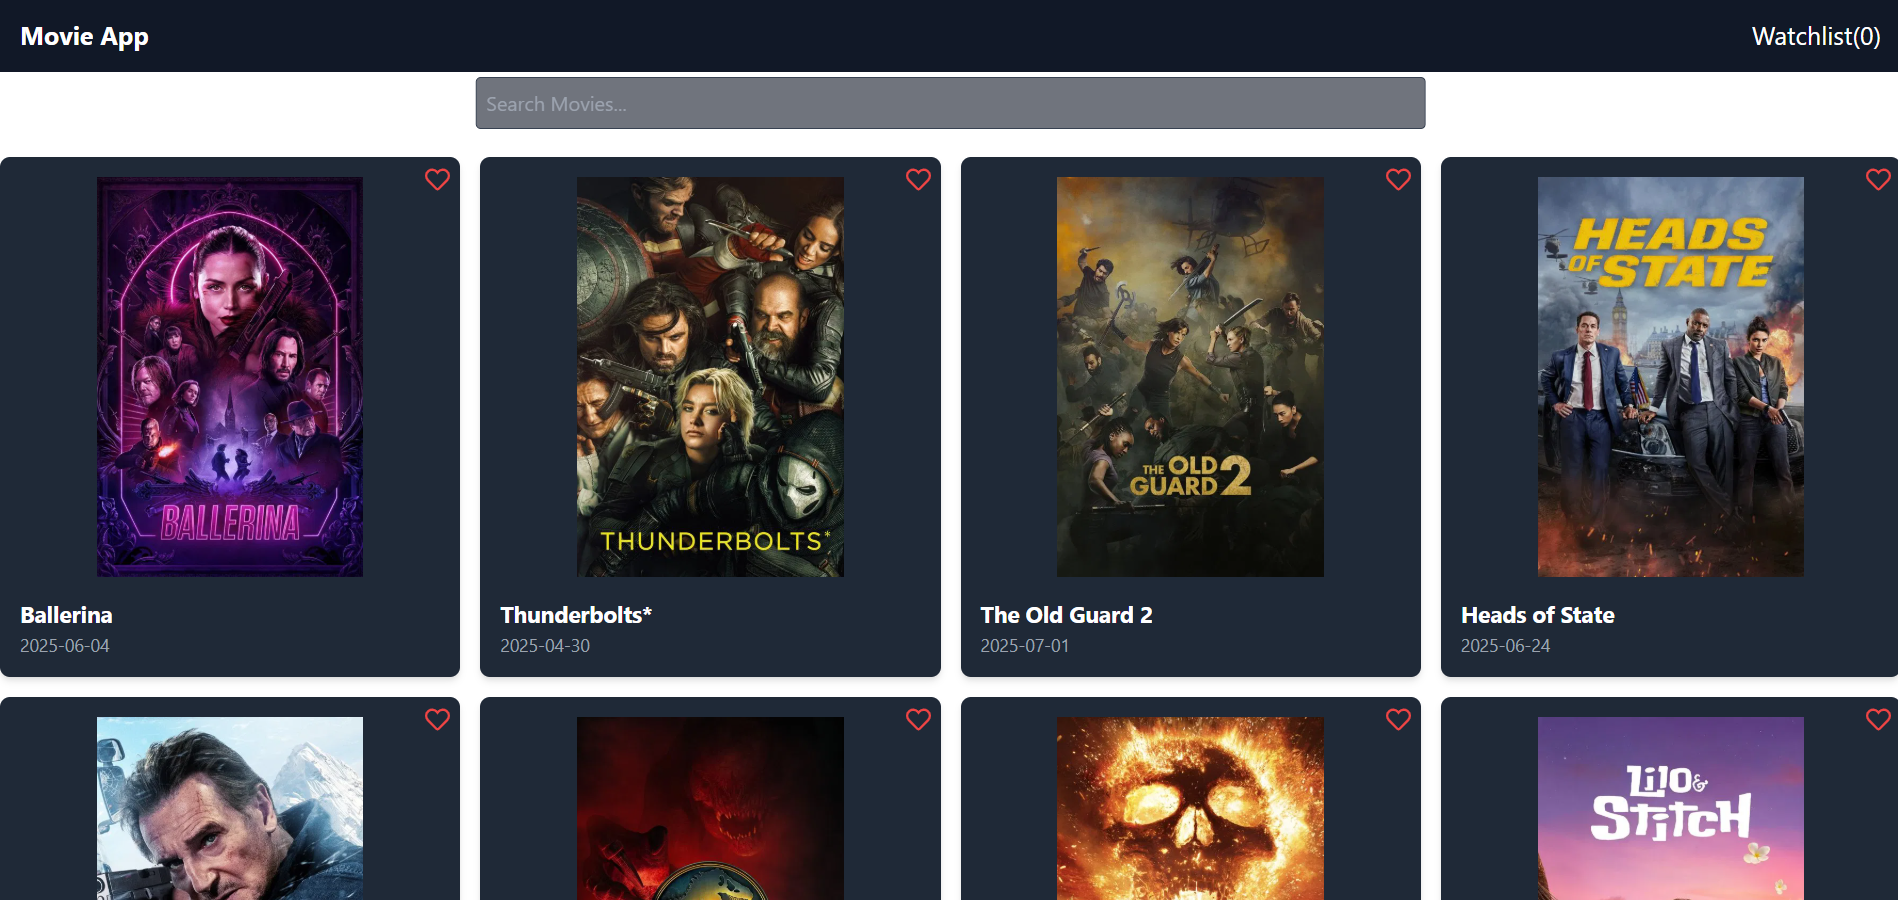 Movie App
Watchlist(0)
Search Movies...
BALLERINA
THUNDERBOLTS*
THE OLD
GUARD 2
HEADS
OF STATE
Ballerina
2025-06-04
Thunderbolts*
2025-04-30
The Old Guard 2
2025-07-01
Heads of State
2025-06-24
Lilo &
Stitch